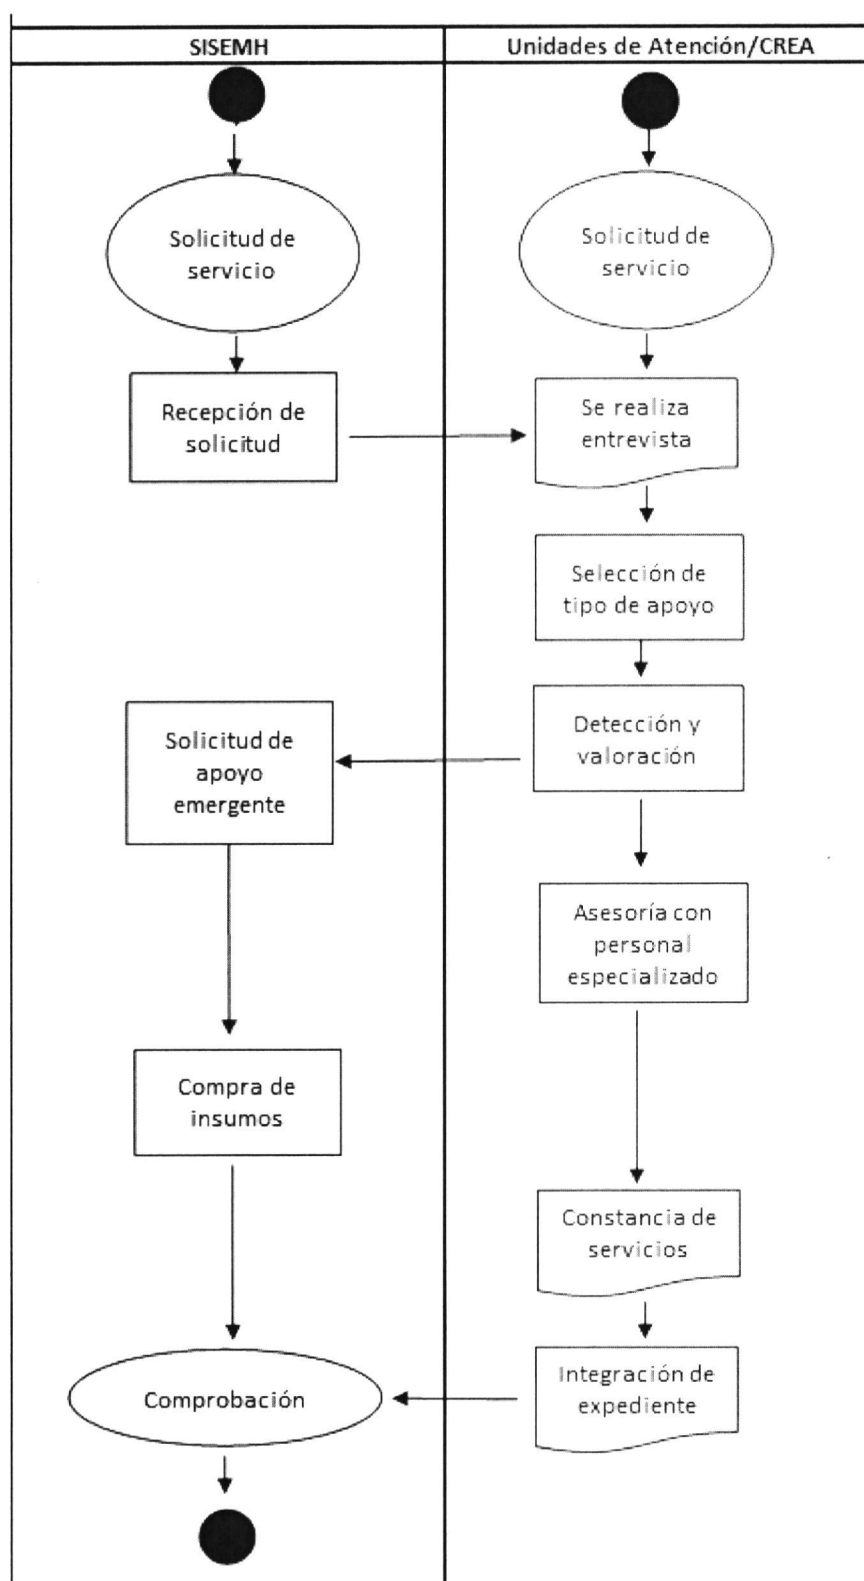 SISEMH
Unidades de Atención/CREA
Solicitud de
servicio
Solicitud de
servicio
Recepción de
solicitud
Se realiza
entrevista
Selección de
tipo de apoyo
Detección y
valoración
Solicitud de
apoyo
emergente
Asesoría con
personal
especializado
Compra de
insumos
Constancia de
servicios
Integración de
expediente
Comprobación